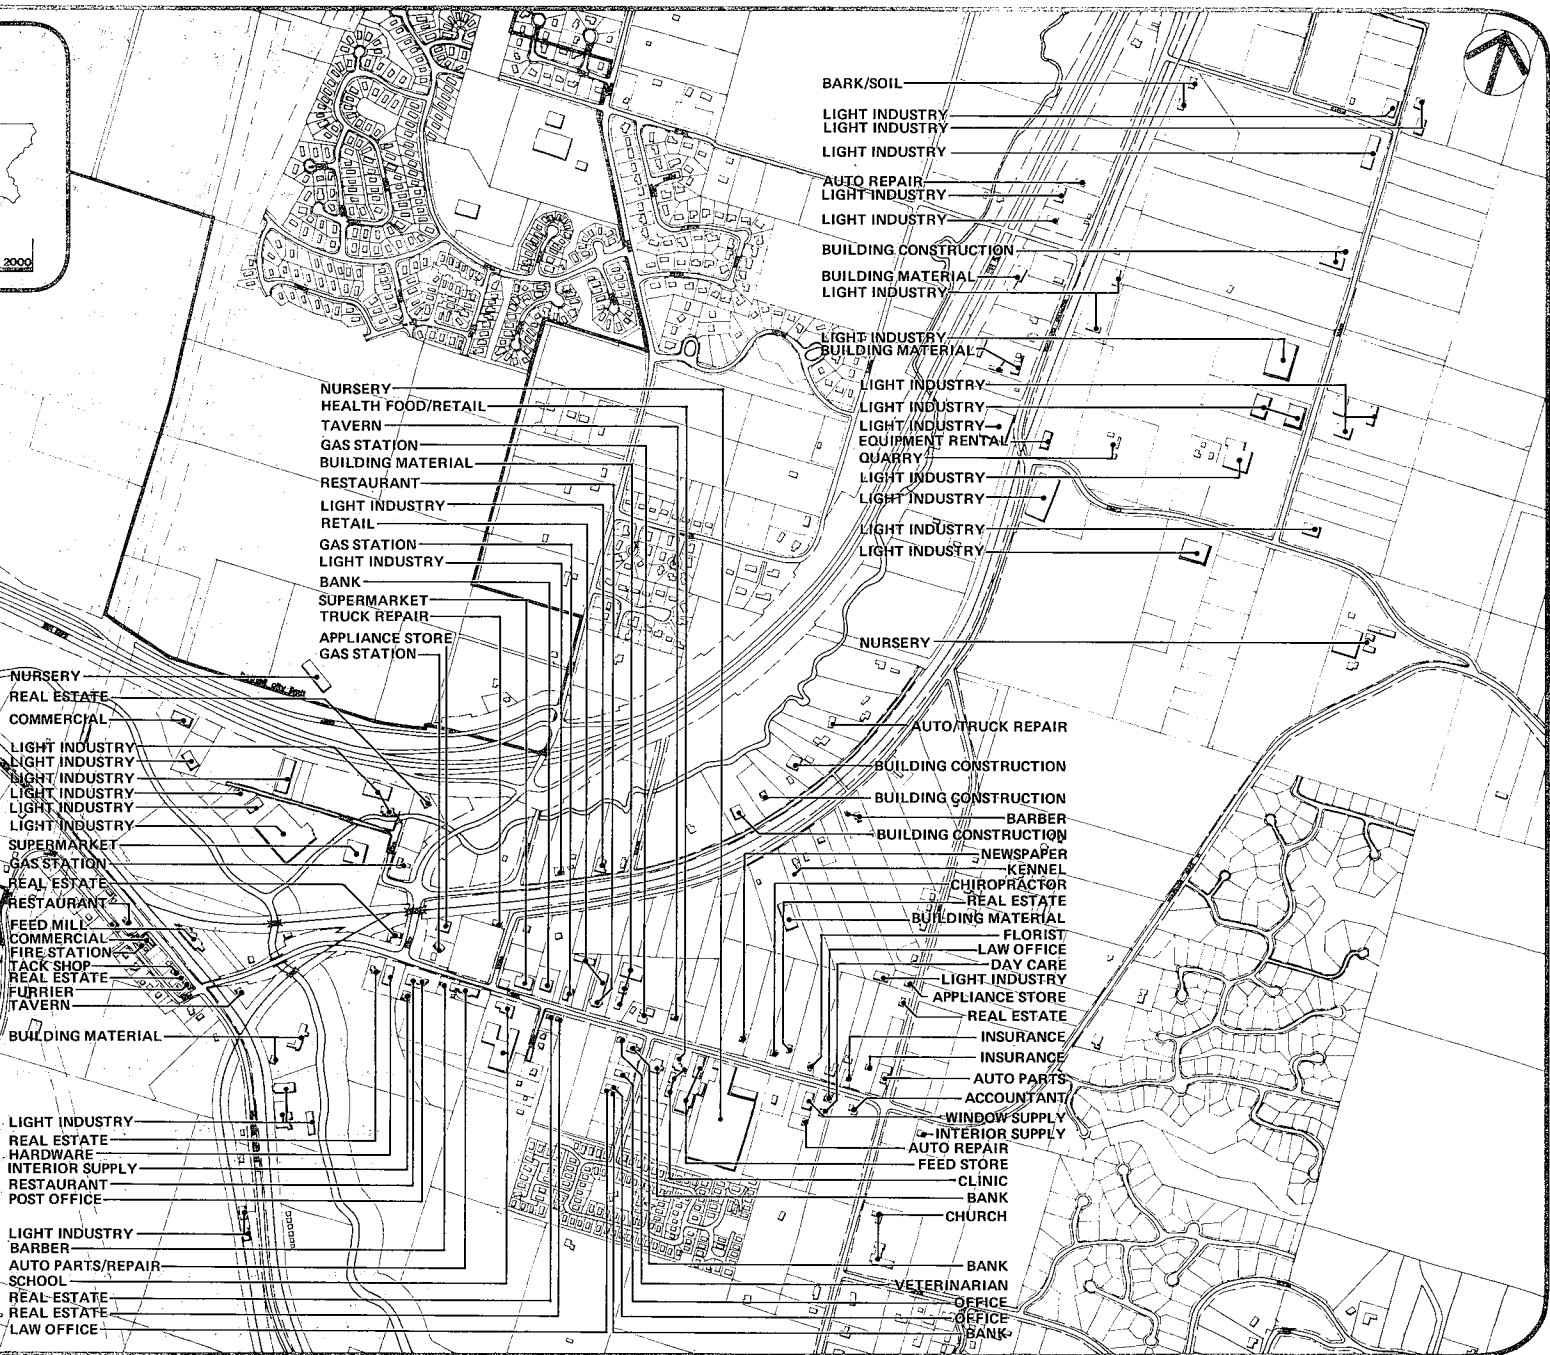 2000
BARK/SOIL
LIGHT INDUSTRY
LIGHT INDUSTRY
LIGHT INDUSTRY
AUTO REPAIR
LIGHT INDUSTRY
LIGHT INDUSTRY
BUILDING CONSTRUCTION
BUILDING MATERIAL
LIGHT INDUSTRY
LIGHT INDUSTRY
BUILDING MATERIAL
LIGHT INDUSTRY
LIGHT INDUSTRY
LIGHT INDUSTRY
EQUIPMENT RENTAL
QUARRY
LIGHT INDUSTRY
LIGHT INDUSTRY
LIGHT INDUSTRY
LIGHT INDUSTRY
NURSERY
NURSERY
HEALTH FOOD/RETAIL
TAVERN
GAS STATION
BUILDING MATERIAL
RESTAURANT
LIGHT INDUSTRY
RETAIL
GAS STATION
LIGHT INDUSTRY
BANK
SUPERMARKET
TRUCK REPAIR
APPLIANCE STORE
GAS STATION
NURSERY
REAL ESTATE
COMMERCIAL
LIGHT INDUSTRY
LIGHT INDUSTRY
LIGHT INDUSTRY
LIGHT INDUSTRY
LIGHT INDUSTRY
LIGHT INDUSTRY
SUPERMARKET
GAS STATION
REAL ESTATE
RESTAURANT
FEED MILL
COMMERCIAL
FIRE STATION
TACK SHOP
REAL ESTATE
FURRIER
TAVERN
BUILDING MATERIAL
LIGHT INDUSTRY
REAL ESTATE
HARDWARE
INTERIOR SUPPLY
RESTAURANT
POST OFFICE
LIGHT INDUSTRY
BARBER
AUTO PARTS/REPAIR
SCHOOL
REAL ESTATE
REAL ESTATE
LAW OFFICE
AUTO/TRUCK REPAIR
BUILDING CONSTRUCTION
BUILDING CONSTRUCTION
BARBER
BUILDING CONSTRUCTION
NEWSPAPER
KENNEL
CHIROPRACTOR
REAL ESTATE
BUILDING MATERIAL
FLORIST
LAW OFFICE
DAY CARE
LIGHT INDUSTRY
APPLIANCE STORE
REAL ESTATE
INSURANCE
INSURANCE
AUTO PARTS
ACCOUNTANT
WINDOW SUPPLY
INTERIOR SUPPLY
AUTO REPAIR
FEED STORE
CLINIC
BANK
CHURCH
BANK
VETERINARIAN
OFFICE
OFFICE
BANK